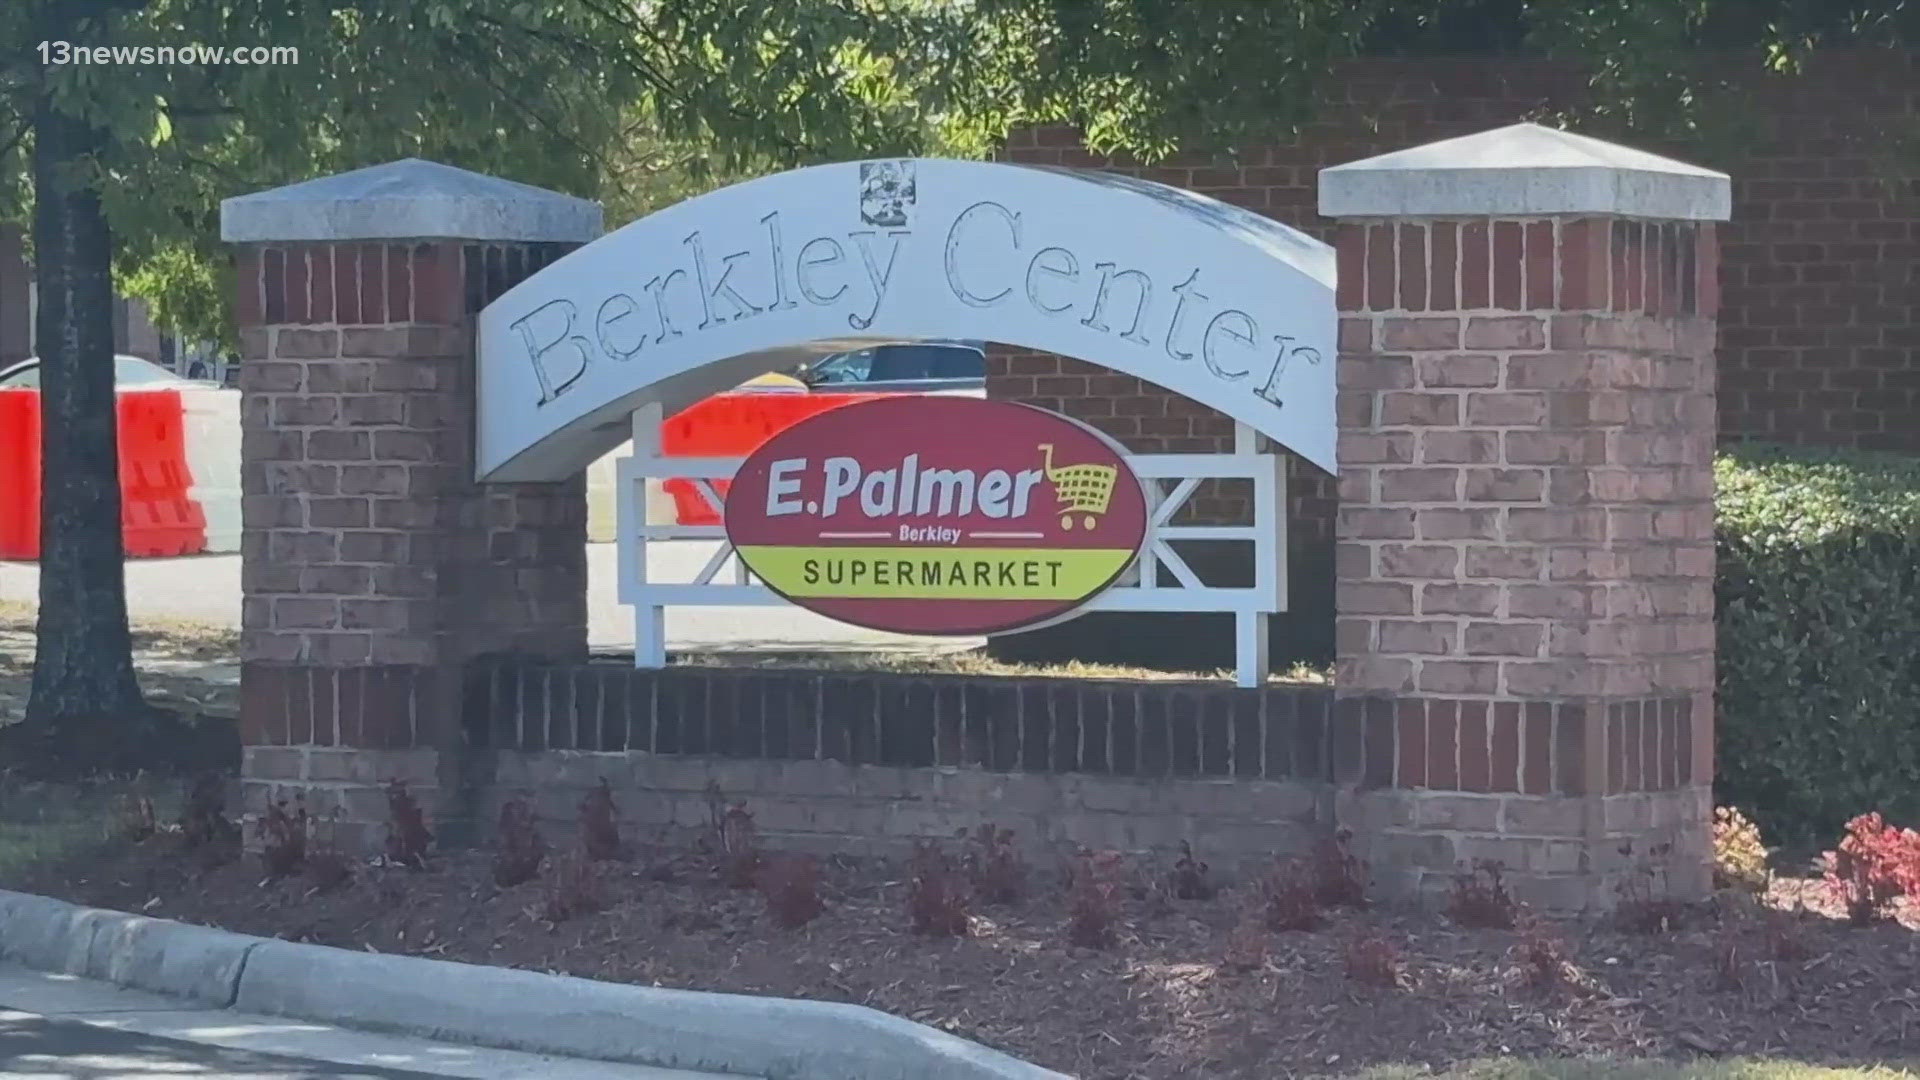 13newsnow.com
Berkley Center
E.Palmer
Berkley
SUPERMARKET